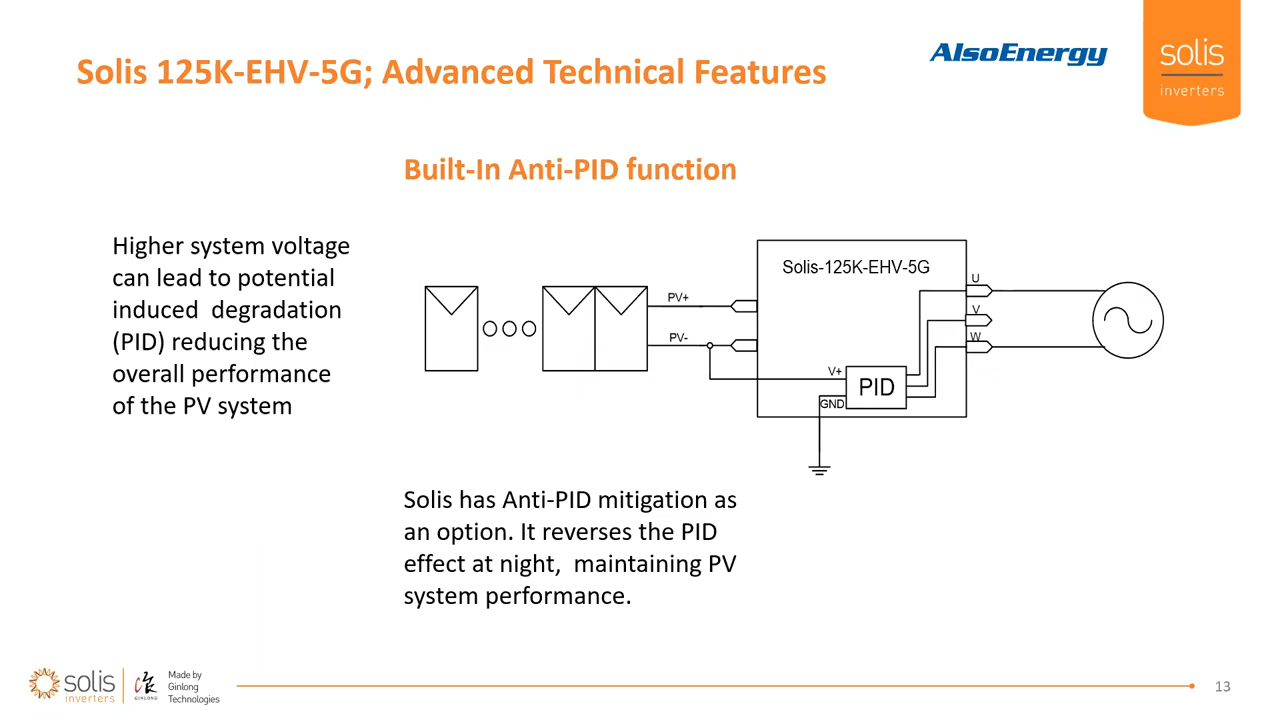 Solis 125K-EHV-5G; Advanced Technical Features
AlsoEnergy
solis
inverters
Built-In Anti-PID function
Higher system voltage
can lead to potential
induced  degradation
(PID) reducing the
overall performance
of the PV system
Solis-125K-EHV-5G
PV+
PV-
U
V
W
V+
GND
PID
Solis has Anti-PID mitigation as
an option. It reverses the PID
effect at night,  maintaining PV
system performance.
solis
inverters
GINLONG
Made by
Ginlong
Technologies
13